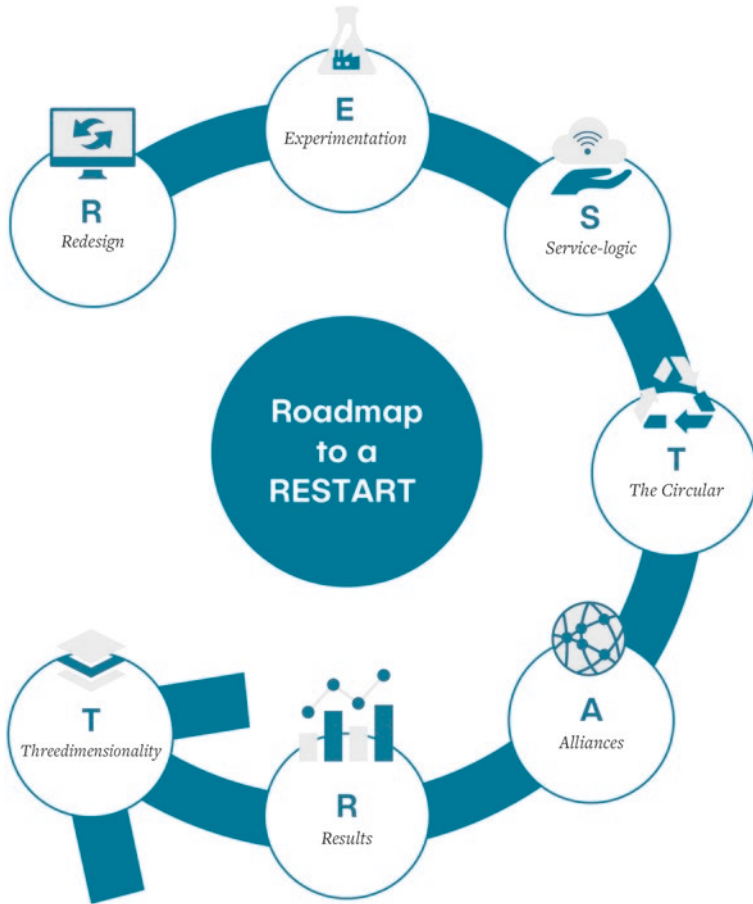 E
Experimentation
R
Redesign
S
Service-logic
Roadmap
to a
RESTART
T
The Circular
A
Alliances
T
Threedimensionality
R
Results